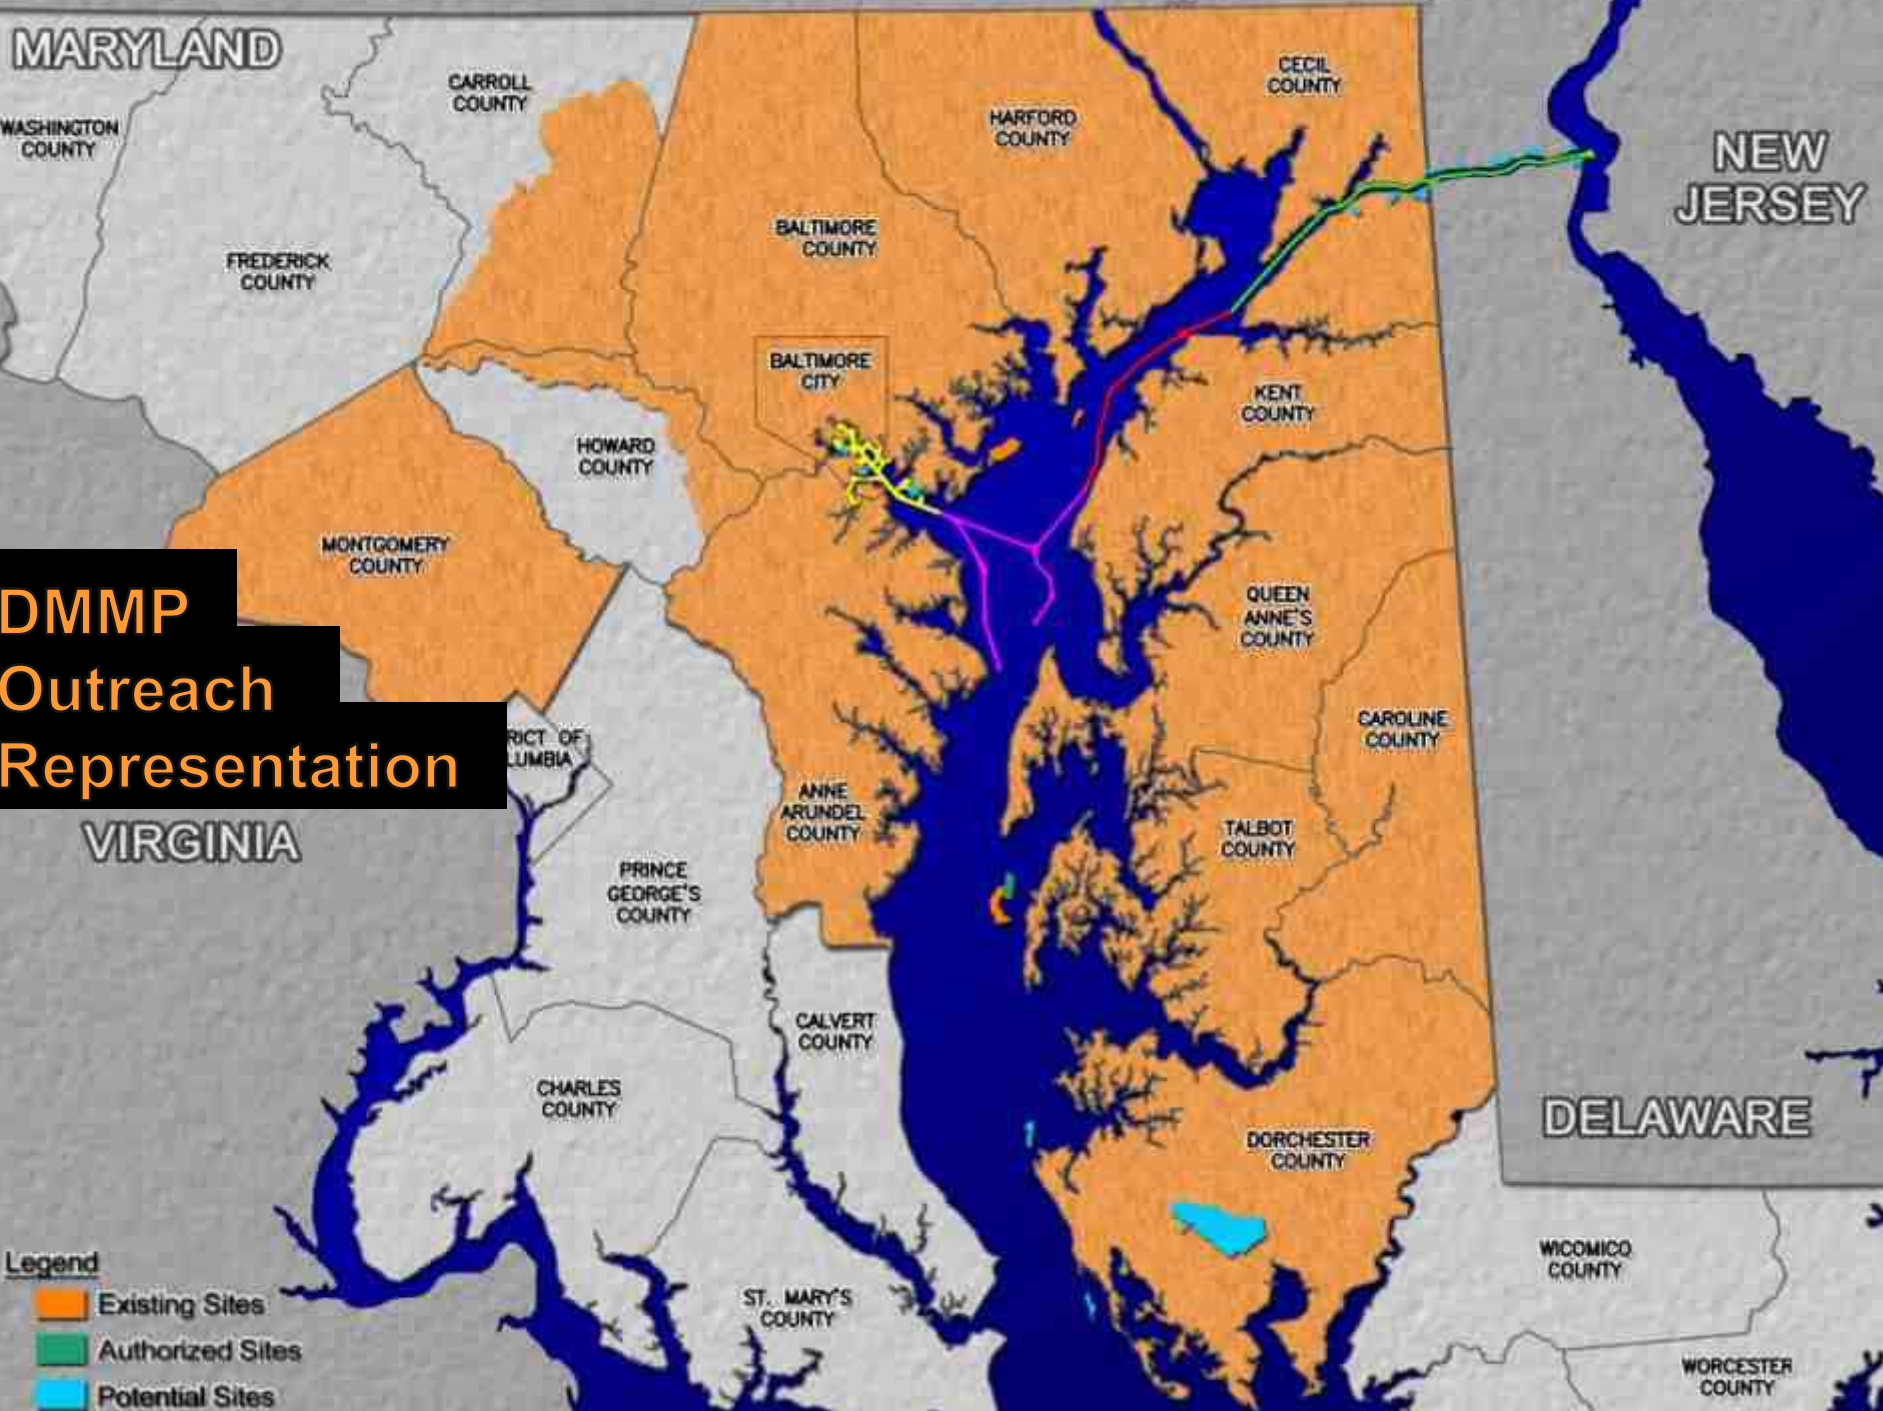 MARYLAND
WASHINGTON
COUNTY
CARROLL
COUNTY
FREDERICK
COUNTY
HARFORD
COUNTY
CECIL
COUNTY
NEW
JERSEY
BALTIMORE
COUNTY
BALTIMORE
CITY
HOWARD
COUNTY
KENT
COUNTY
MONTGOMERY
COUNTY
DMMP
Outreach
Representation
QUEEN
ANNE'S
COUNTY
CAROLINE
COUNTY
RICT OF
LUMBIA
VIRGINIA
ANNE
ARUNDEL
COUNTY
TALBOT
COUNTY
PRINCE
GEORGE'S
COUNTY
CALVERT
COUNTY
CHARLES
COUNTY
DORCHESTER
COUNTY
DELAWARE
WICOMICO
COUNTY
ST. MARY'S
COUNTY
WORCESTER
COUNTY
Legend
Existing Sites
Authorized Sites
Potential Sites